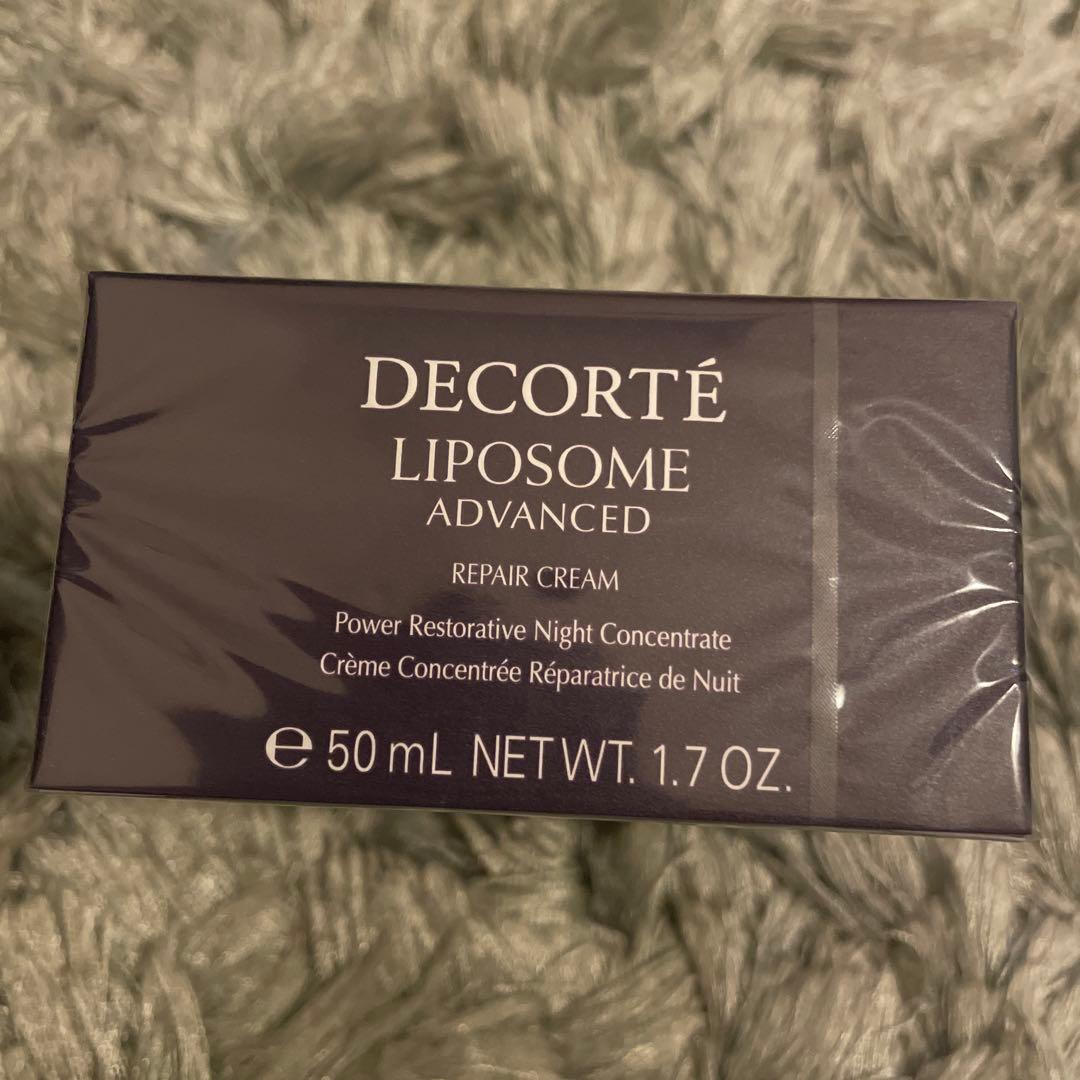 DECORTÉ
LIPOSOME
ADVANCED
REPAIR CREAM
Power Restorative Night Concentrate
Crème Concentrée Réparatrice de Nuit
℮ 50 mL NET WT. 1.7 OZ.